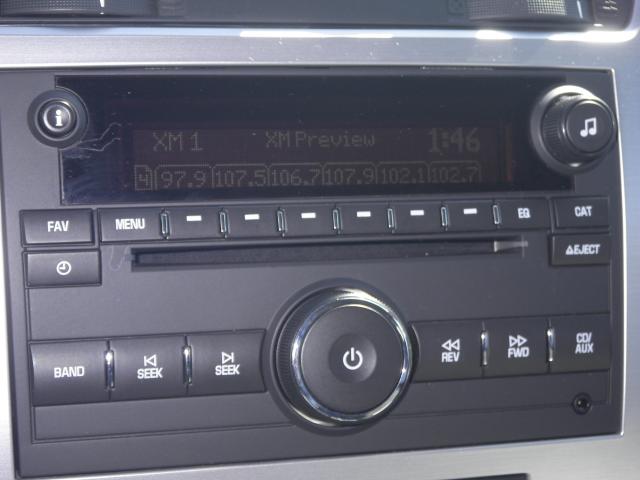 XM 1 XM Preview 1:46
4 97.9 107.5 106.7 107.9 102.1 102.7
FAV MENU EQ CAT
EJECT
BAND SEEK SEEK REV FWD CD/AUX